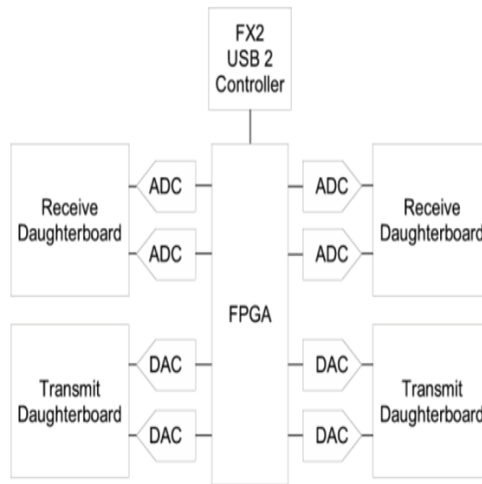 FX2
USB 2
Controller
ADC
ADC
Receive
Daughterboard
Receive
Daughterboard
ADC
ADC
FPGA
DAC
DAC
Transmit
Daughterboard
Transmit
Daughterboard
DAC
DAC